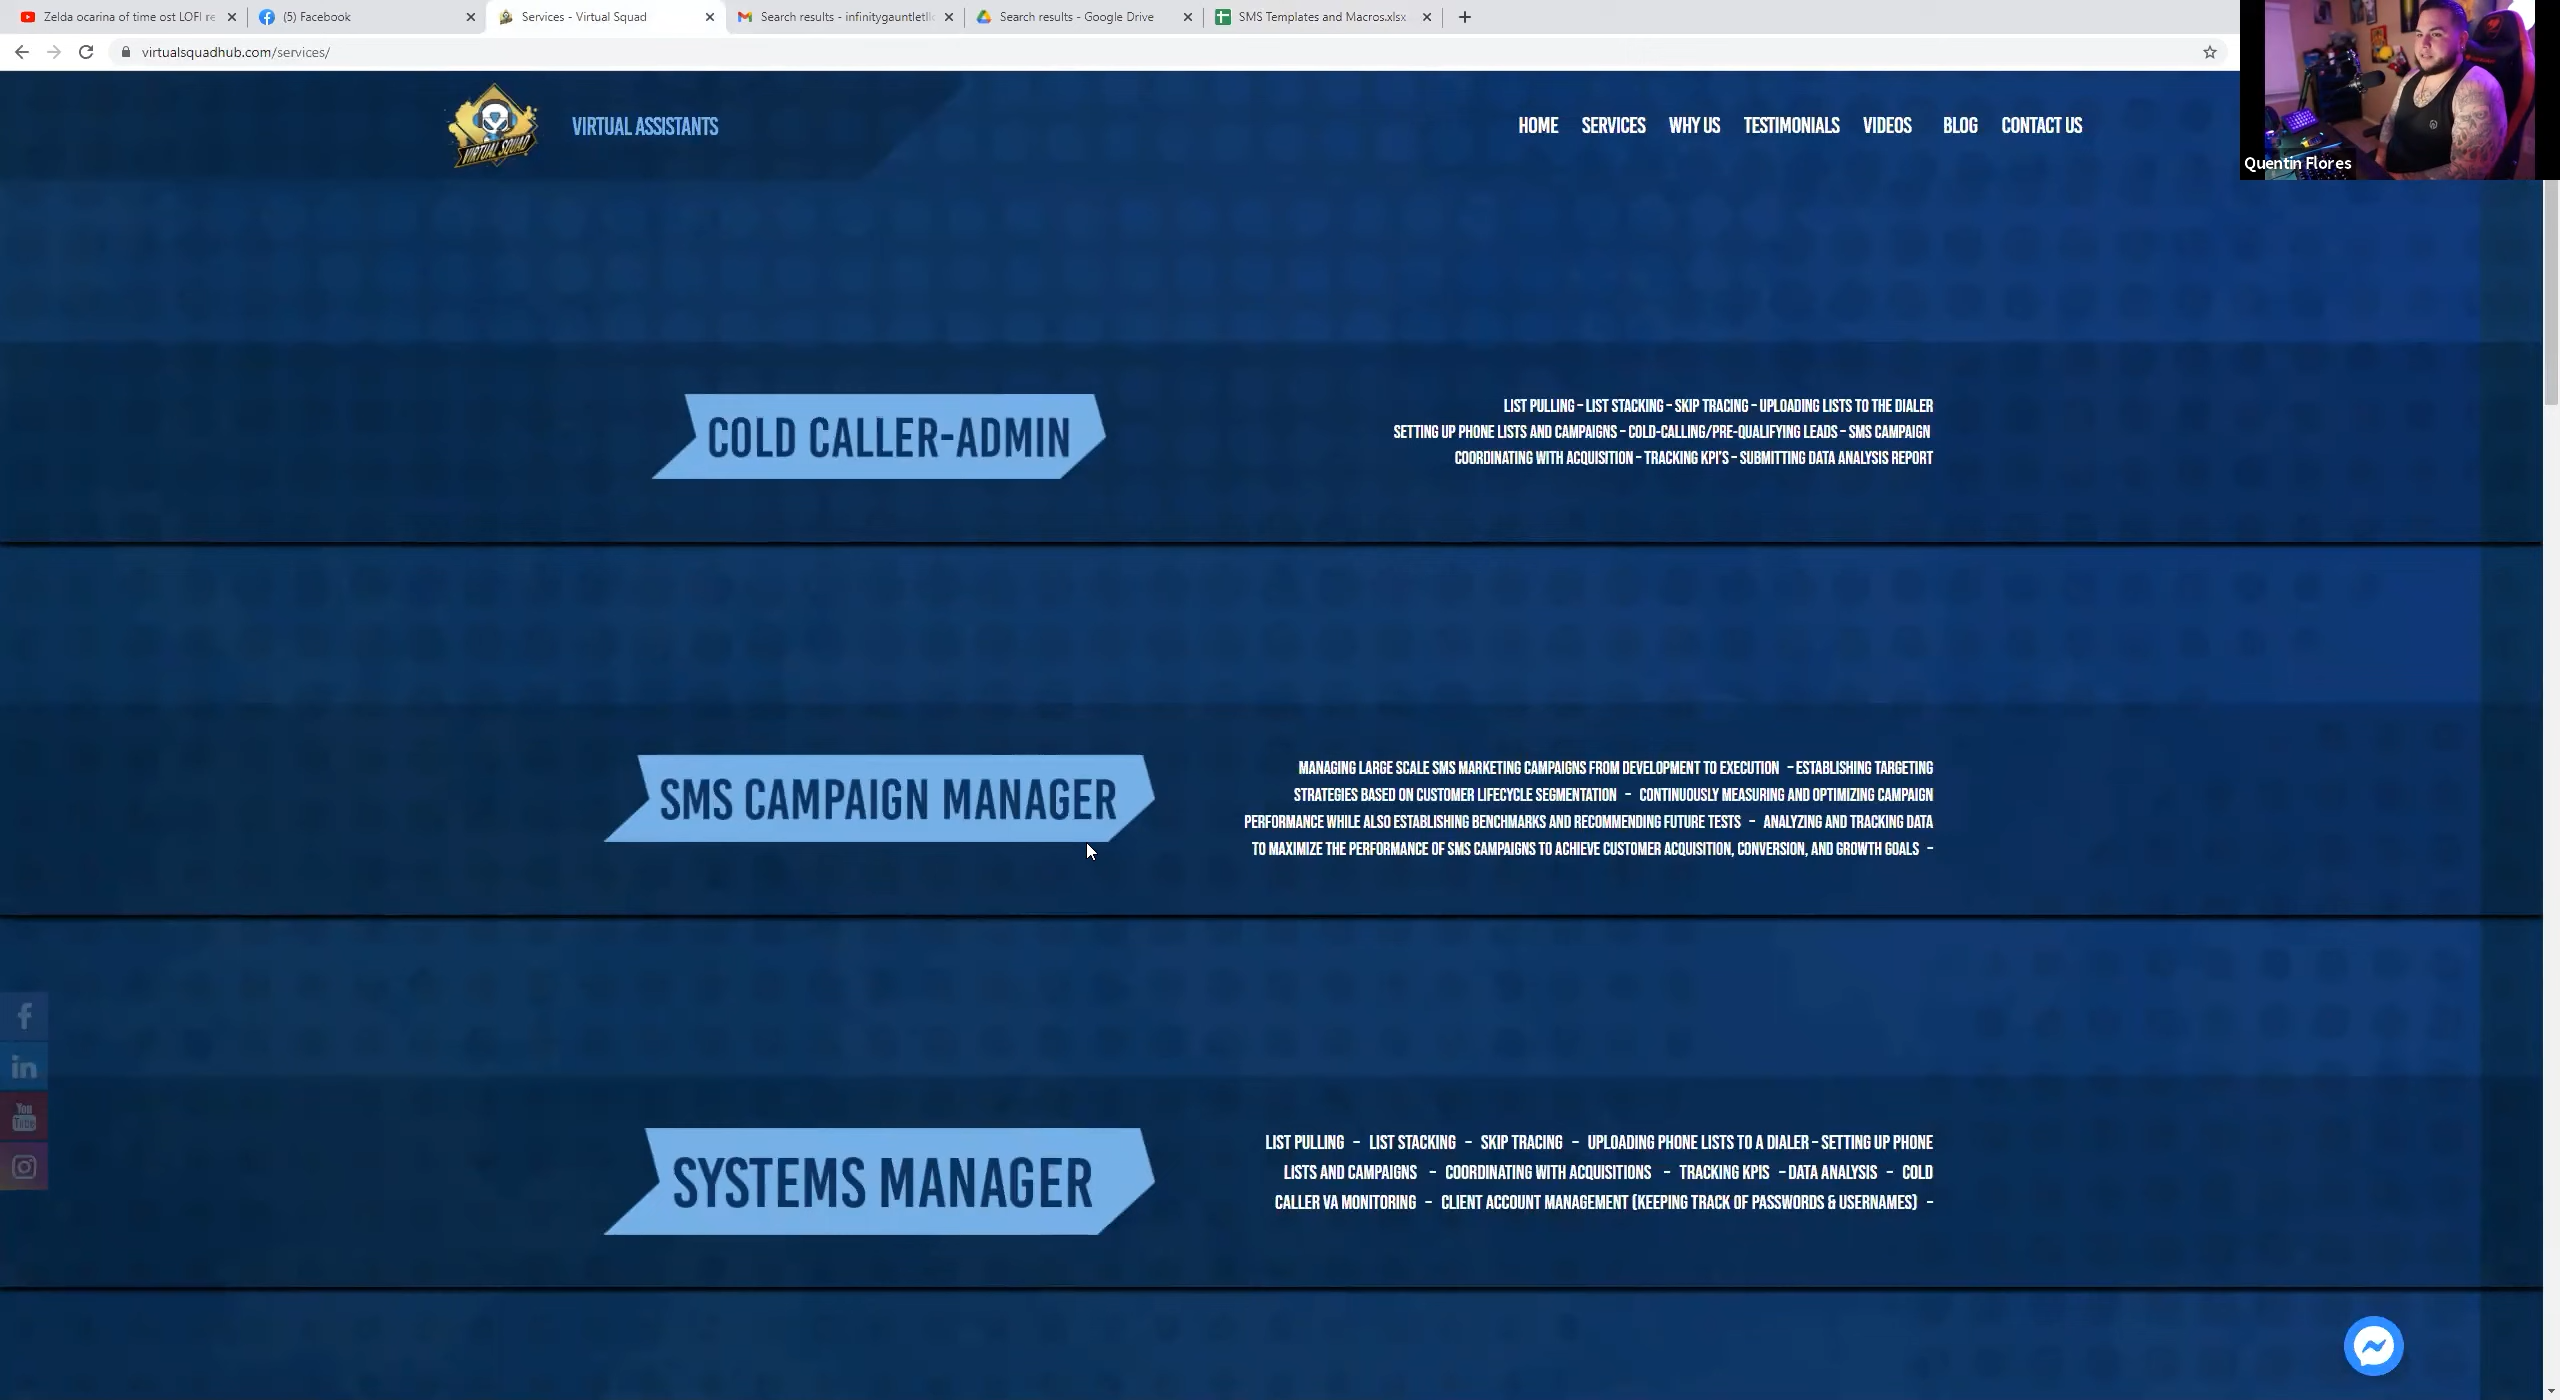 Zelda ocarina of time ost LOFI re
(5) Facebook
Services - Virtual Squad
Search results - infinitygauntletllc
Search results - Google Drive
SMS Templates and Macros.xlsx
virtualsquadhub.com/services/
Quentin Flores
VIRTUAL SQUAD
VIRTUAL ASSISTANTS
HOME SERVICES WHY US TESTIMONIALS VIDEOS BLOG CONTACT US
COLD CALLER-ADMIN
LIST PULLING – LIST STACKING – SKIP TRACING – UPLOADING LISTS TO THE DIALER
SETTING UP PHONE LISTS AND CAMPAIGNS – COLD-CALLING/PRE-QUALIFYING LEADS – SMS CAMPAIGN
COORDINATING WITH ACQUISITION – TRACKING KPI'S – SUBMITTING DATA ANALYSIS REPORT
SMS CAMPAIGN MANAGER
MANAGING LARGE SCALE SMS MARKETING CAMPAIGNS FROM DEVELOPMENT TO EXECUTION – ESTABLISHING TARGETING
STRATEGIES BASED ON CUSTOMER LIFECYCLE SEGMENTATION – CONTINUOUSLY MEASURING AND OPTIMIZING CAMPAIGN
PERFORMANCE WHILE ALSO ESTABLISHING BENCHMARKS AND RECOMMENDING FUTURE TESTS – ANALYZING AND TRACKING DATA
TO MAXIMIZE THE PERFORMANCE OF SMS CAMPAIGNS TO ACHIEVE CUSTOMER ACQUISITION, CONVERSION, AND GROWTH GOALS –
SYSTEMS MANAGER
LIST PULLING – LIST STACKING – SKIP TRACING – UPLOADING PHONE LISTS TO A DIALER – SETTING UP PHONE
LISTS AND CAMPAIGNS – COORDINATING WITH ACQUISITIONS – TRACKING KPIS – DATA ANALYSIS – COLD
CALLER VA MONITORING – CLIENT ACCOUNT MANAGEMENT (KEEPING TRACK OF PASSWORDS & USERNAMES) –
You
Tube